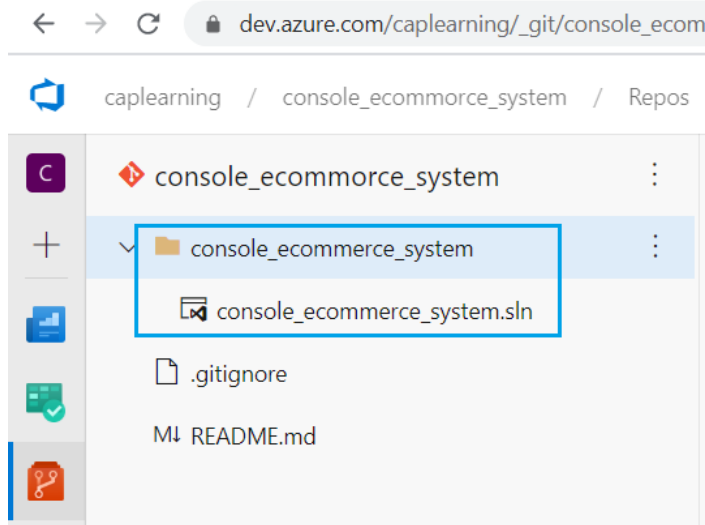 dev.azure.com/caplearning/_git/console_ecom
caplearning / console_ecommorce_system / Repos
C console_ecommorce_system
console_ecommerce_system
console_ecommerce_system.sln
.gitignore
M↓ README.md